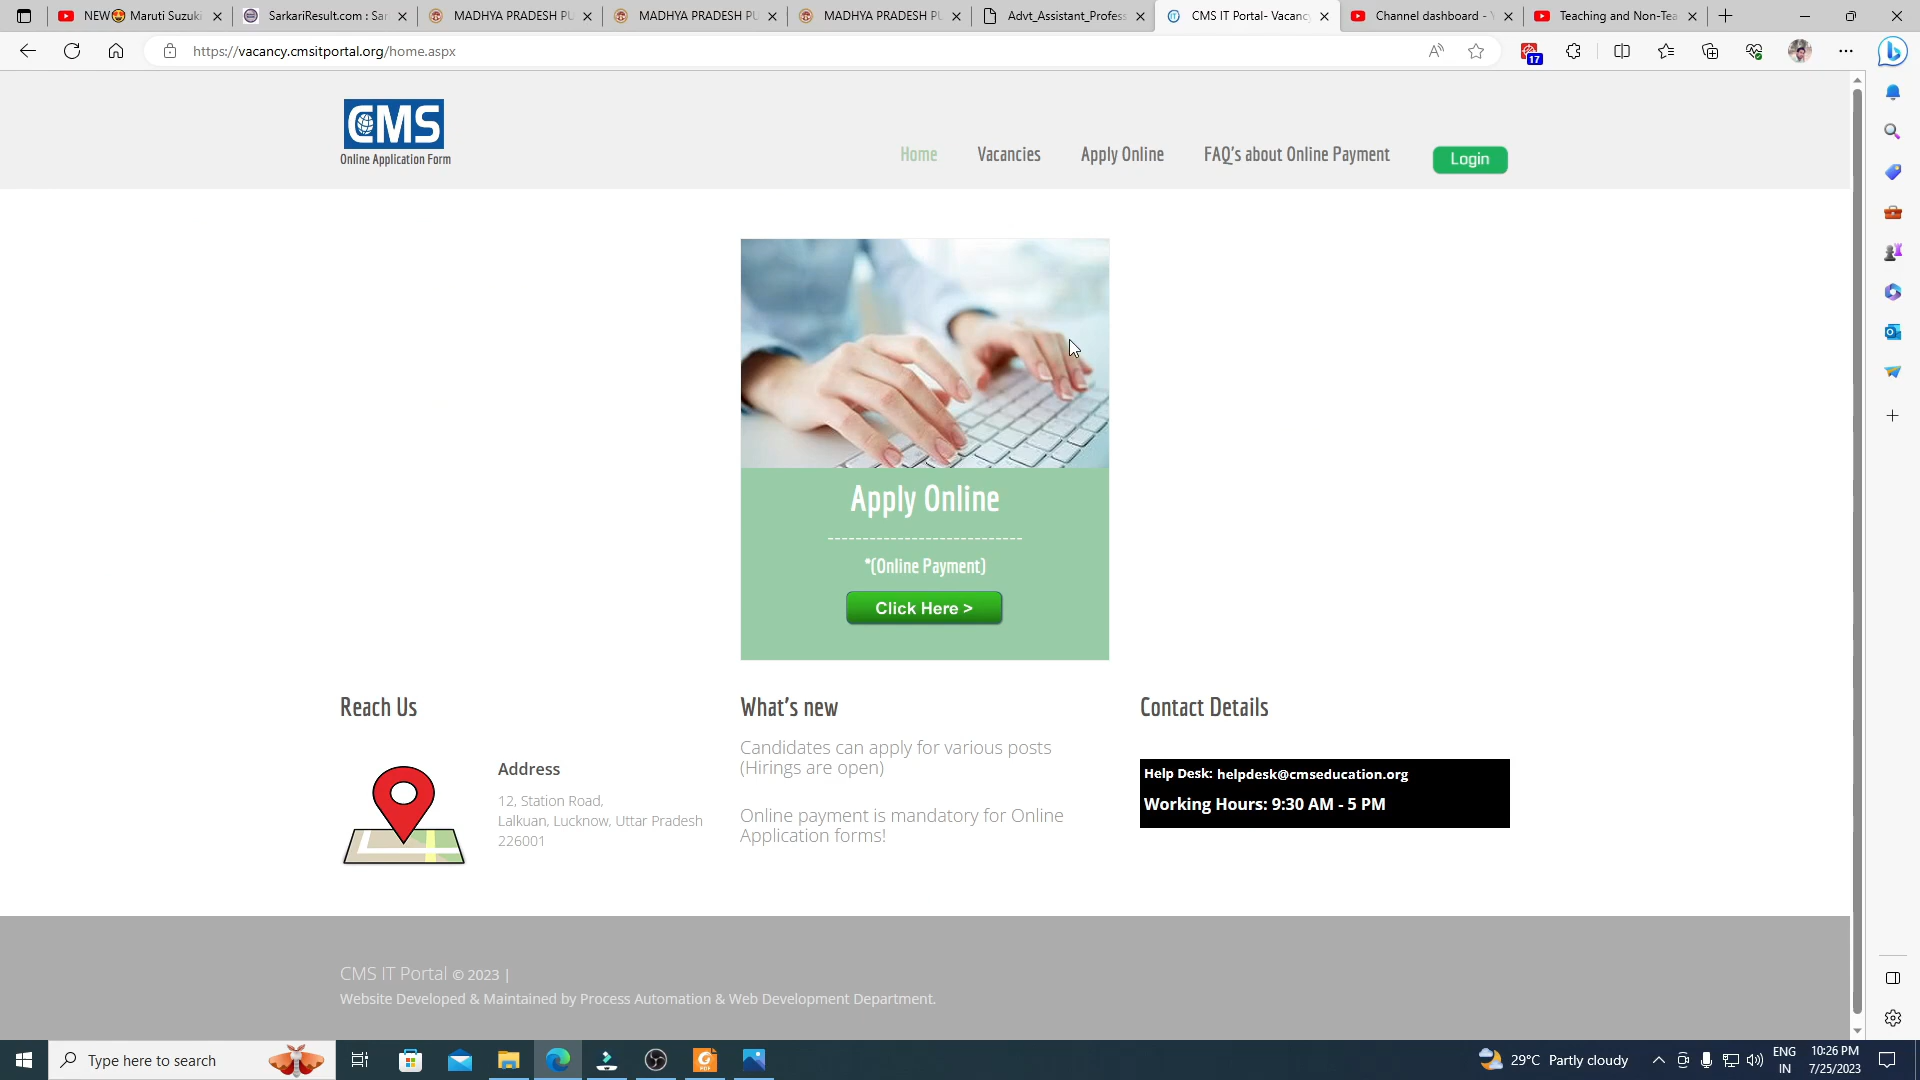 NEW😍 Maruti Suzuki
SarkariResult.com : Sar
MADHYA PRADESH PU
MADHYA PRADESH PU
MADHYA PRADESH PU
Advt_Assistant_Profess
CMS IT Portal- Vacanc
Channel dashboard - Y
Teaching and Non-Tea
https://vacancy.cmsitportal.org/home.aspx
17
CMS
Online Application Form
Home
Vacancies
Apply Online
FAQ's about Online Payment
Login
Apply Online
----------------------------
*(Online Payment)
Click Here >
Reach Us
Address
12, Station Road,
Lalkuan, Lucknow, Uttar Pradesh
226001
What's new
Candidates can apply for various posts
(Hirings are open)
Online payment is mandatory for Online
Application forms!
Contact Details
Help Desk: helpdesk@cmseducation.org
Working Hours: 9:30 AM - 5 PM
CMS IT Portal © 2023 |
Website Developed & Maintained by Process Automation & Web Development Department.
Type here to search
29°C Partly cloudy
ENG
IN
10:26 PM
7/25/2023